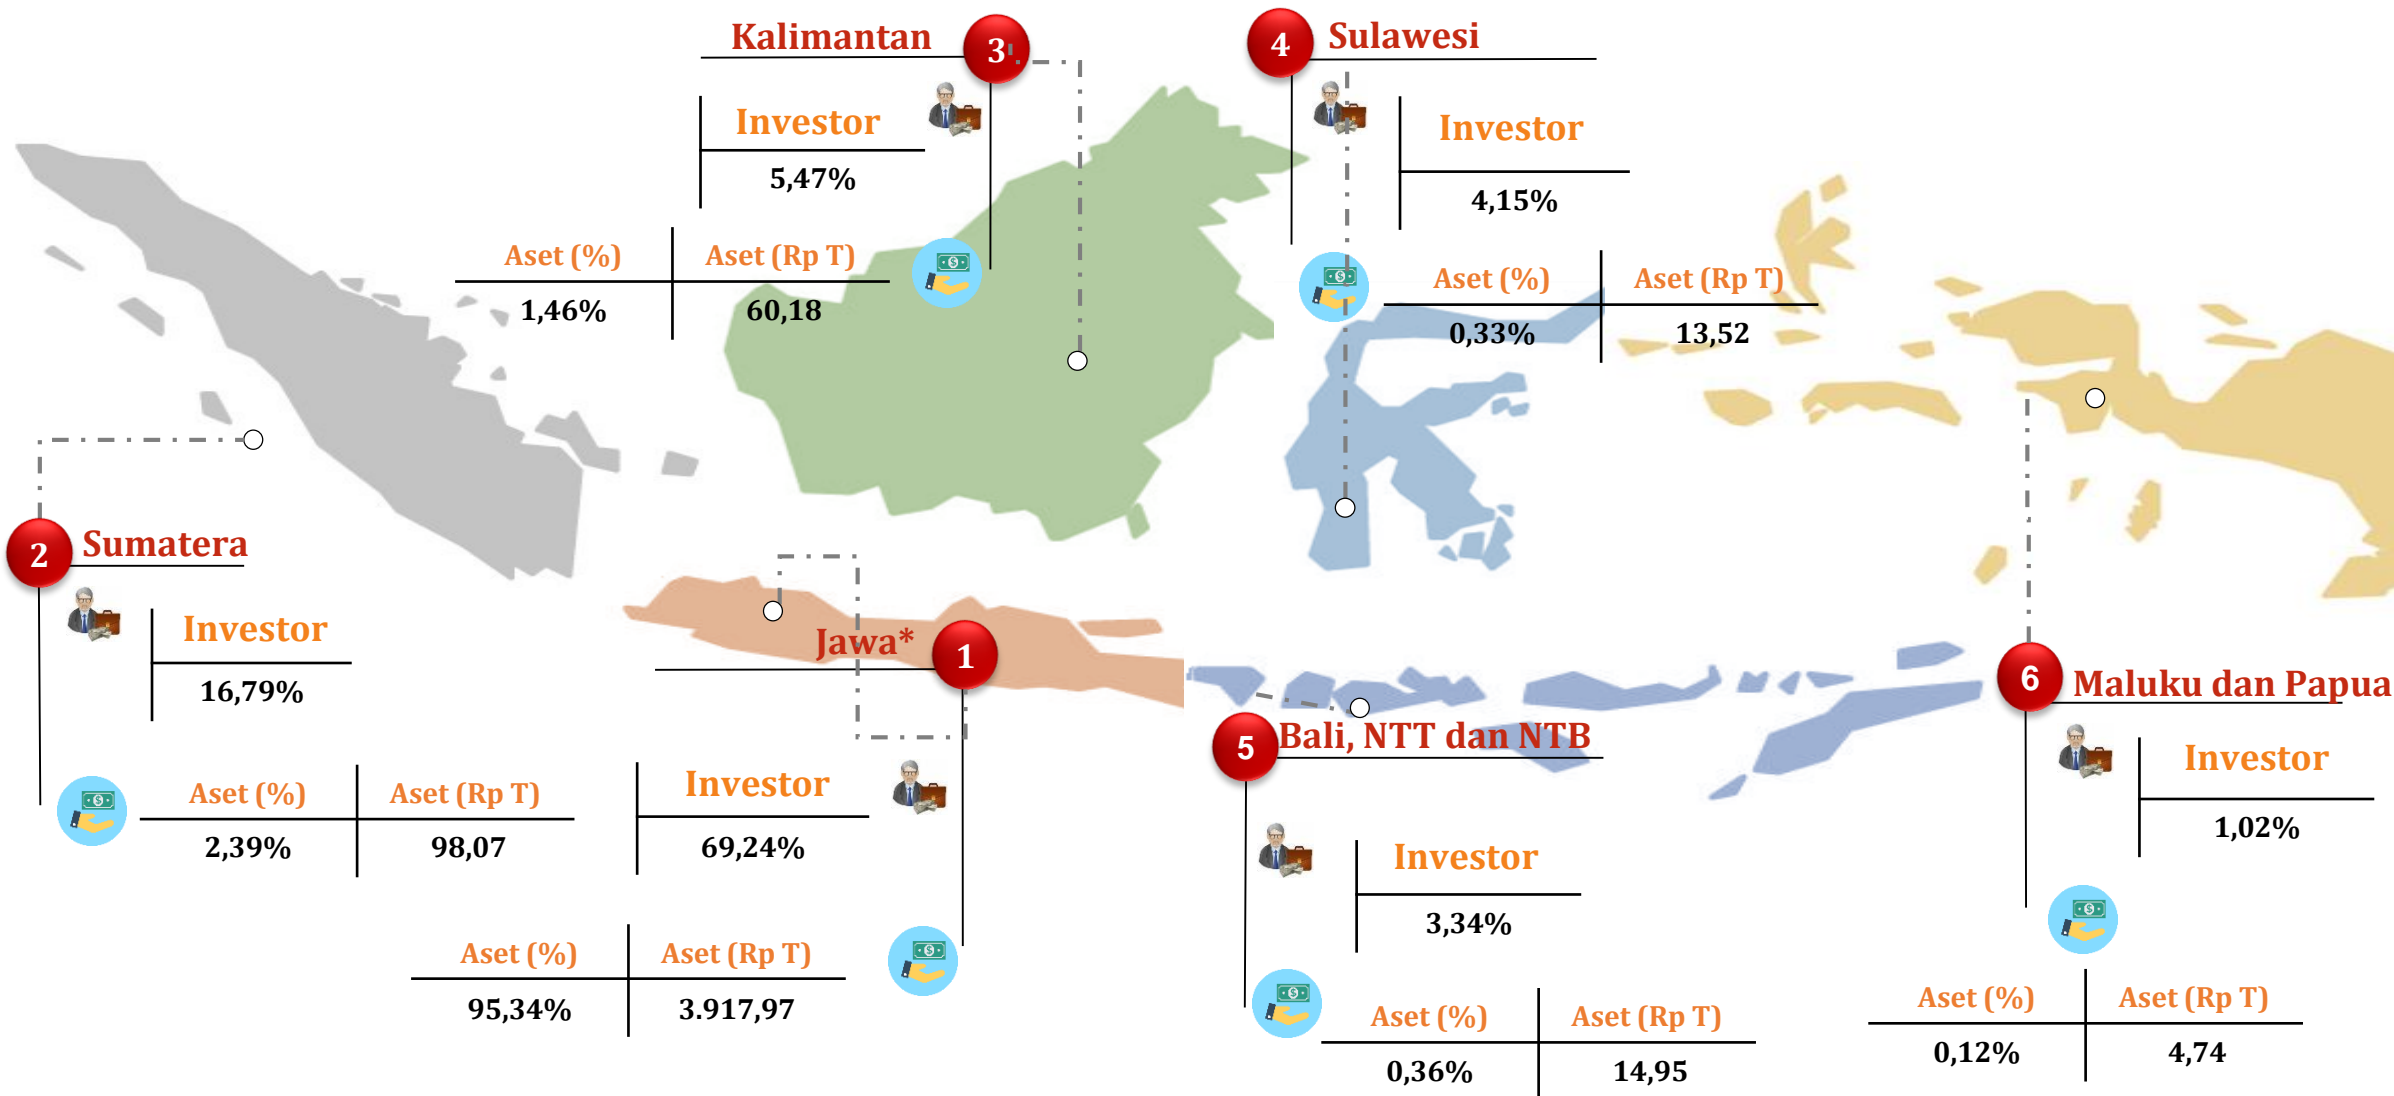 3
Kalimantan
Investor
5,47%
Aset (%) Aset (Rp T)
1,46% 60,18
4
Sulawesi
Investor
4,15%
Aset (%) Aset (Rp T)
0,33% 13,52
2
Sumatera
Investor
16,79%
Aset (%) Aset (Rp T)
2,39% 98,07
Jawa*
1
Investor
69,24%
Aset (%) Aset (Rp T)
95,34% 3.917,97
5
Bali, NTT dan NTB
Investor
3,34%
Aset (%) Aset (Rp T)
0,36% 14,95
6
Maluku dan Papua
Investor
1,02%
Aset (%) Aset (Rp T)
0,12% 4,74